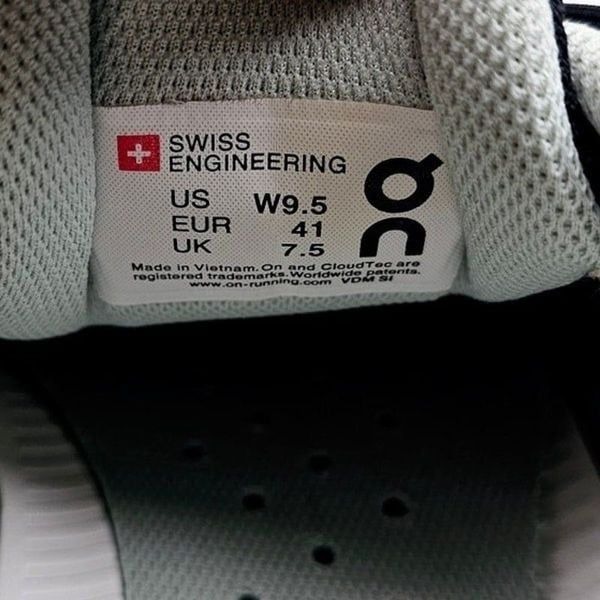 SWISS
ENGINEERING
US W9.5
EUR 41
UK 7.5
On
Made in Vietnam. On and CloudTec are
registered trademarks. Worldwide patents.
www.on-running.com VDM SI